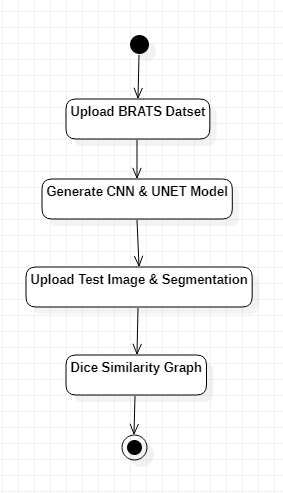 Upload BRATS Datset
Generate CNN & UNET Model
Upload Test Image & Segmentation
Dice Similarity Graph